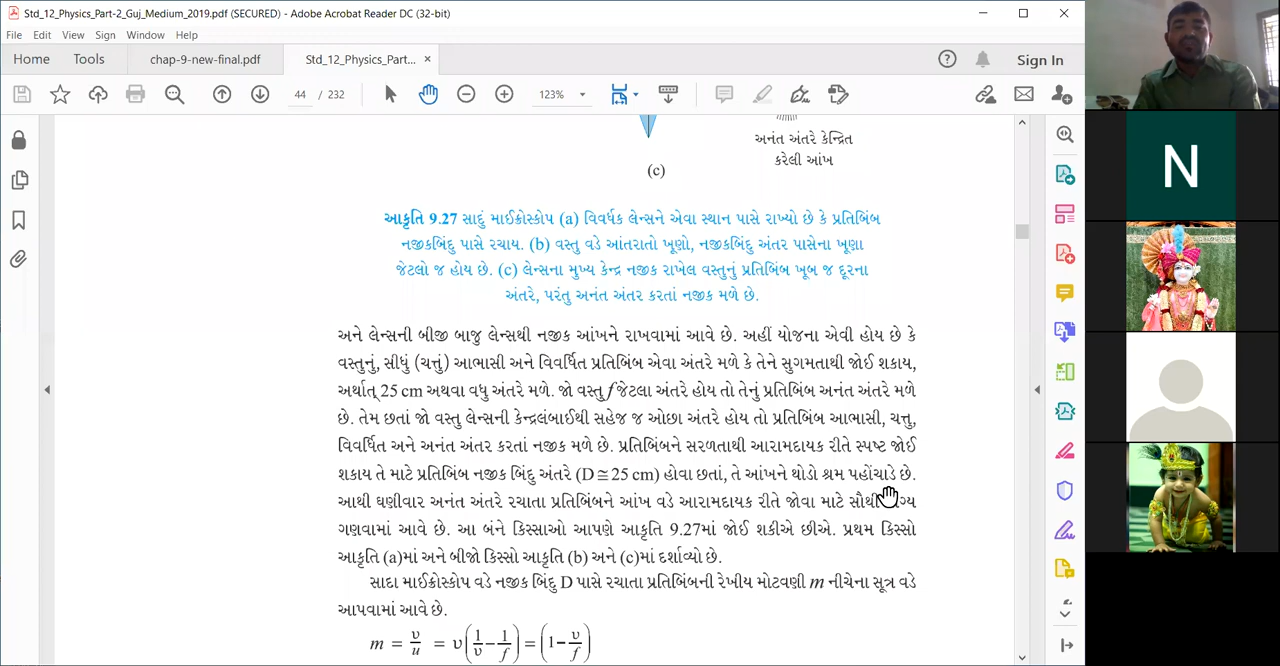 Std_12_Physics_Part-2_Guj_Medium_2019.pdf (SECURED) - Adobe Acrobat Reader DC (32-bit)
File Edit View Sign Window Help
Home Tools chap-9-new-final.pdf Std_12_Physics_Part... × Sign In
44 / 232 123%
અનંત અંતરે કેન્દ્રિત
કરેલી આંખ
(c)
આકૃતિ 9.27 સાદું માઈક્રોસ્કોપ (a) વિવર્ધક લેન્સને એવા સ્થાન પાસે રાખ્યો છે કે પ્રતિબિંબ
નજીકબિંદુ પાસે રચાય. (b) વસ્તુ વડે આંતરાતો ખૂણો, નજીકબિંદુ અંતર પાસેના ખૂણા
જેટલો જ હોય છે. (c) લેન્સના મુખ્ય કેન્દ્ર નજીક રાખેલ વસ્તુનું પ્રતિબિંબ ખૂબ જ દૂરના
અંતરે, પરંતુ અનંત અંતર કરતાં નજીક મળે છે.
અને લેન્સની બીજી બાજુ લેન્સથી નજીક આંખને રાખવામાં આવે છે. અહીં યોજના એવી હોય છે કે
વસ્તુનું, સીધું (ચત્તું) આભાસી અને વિવર્ધિત પ્રતિબિંબ એવા અંતરે મળે કે તેને સુગમતાથી જોઈ શકાય,
અર્થાત્ 25 cm અથવા વધુ અંતરે મળે. જો વસ્તુ f જેટલા અંતરે હોય તો તેનું પ્રતિબિંબ અનંત અંતરે મળે
છે. તેમ છતાં જો વસ્તુ લેન્સની કેન્દ્રલંબાઈથી સહેજ જ ઓછા અંતરે હોય તો પ્રતિબિંબ આભાસી, ચત્તુ,
વિવર્ધિત અને અનંત અંતર કરતાં નજીક મળે છે. પ્રતિબિંબને સરળતાથી આરામદાયક રીતે સ્પષ્ટ જોઈ
શકાય તે માટે પ્રતિબિંબ નજીક બિંદુ અંતરે (D ≅ 25 cm) હોવા છતાં, તે આંખને થોડો શ્રમ પહોંચાડે છે.
આથી ઘણીવાર અનંત અંતરે રચાતા પ્રતિબિંબને આંખ વડે આરામદાયક રીતે જોવા માટે સૌથી
ગણવામાં આવે છે. આ બંને કિસ્સાઓ આપણે આકૃતિ 9.27માં જોઈ શકીએ છીએ. પ્રથમ કિસ્સો
આકૃતિ (a)માં અને બીજો કિસ્સો આકૃતિ (b) અને (c)માં દર્શાવ્યો છે.
સાદા માઈક્રોસ્કોપ વડે નજીક બિંદુ D પાસે રચાતા પ્રતિબિંબની રેખીય મોટવણી m નીચેના સૂત્ર વડે
આપવામાં આવે છે.
m = υ/u = υ(1/υ − 1/f) = (1 − υ/f)
N